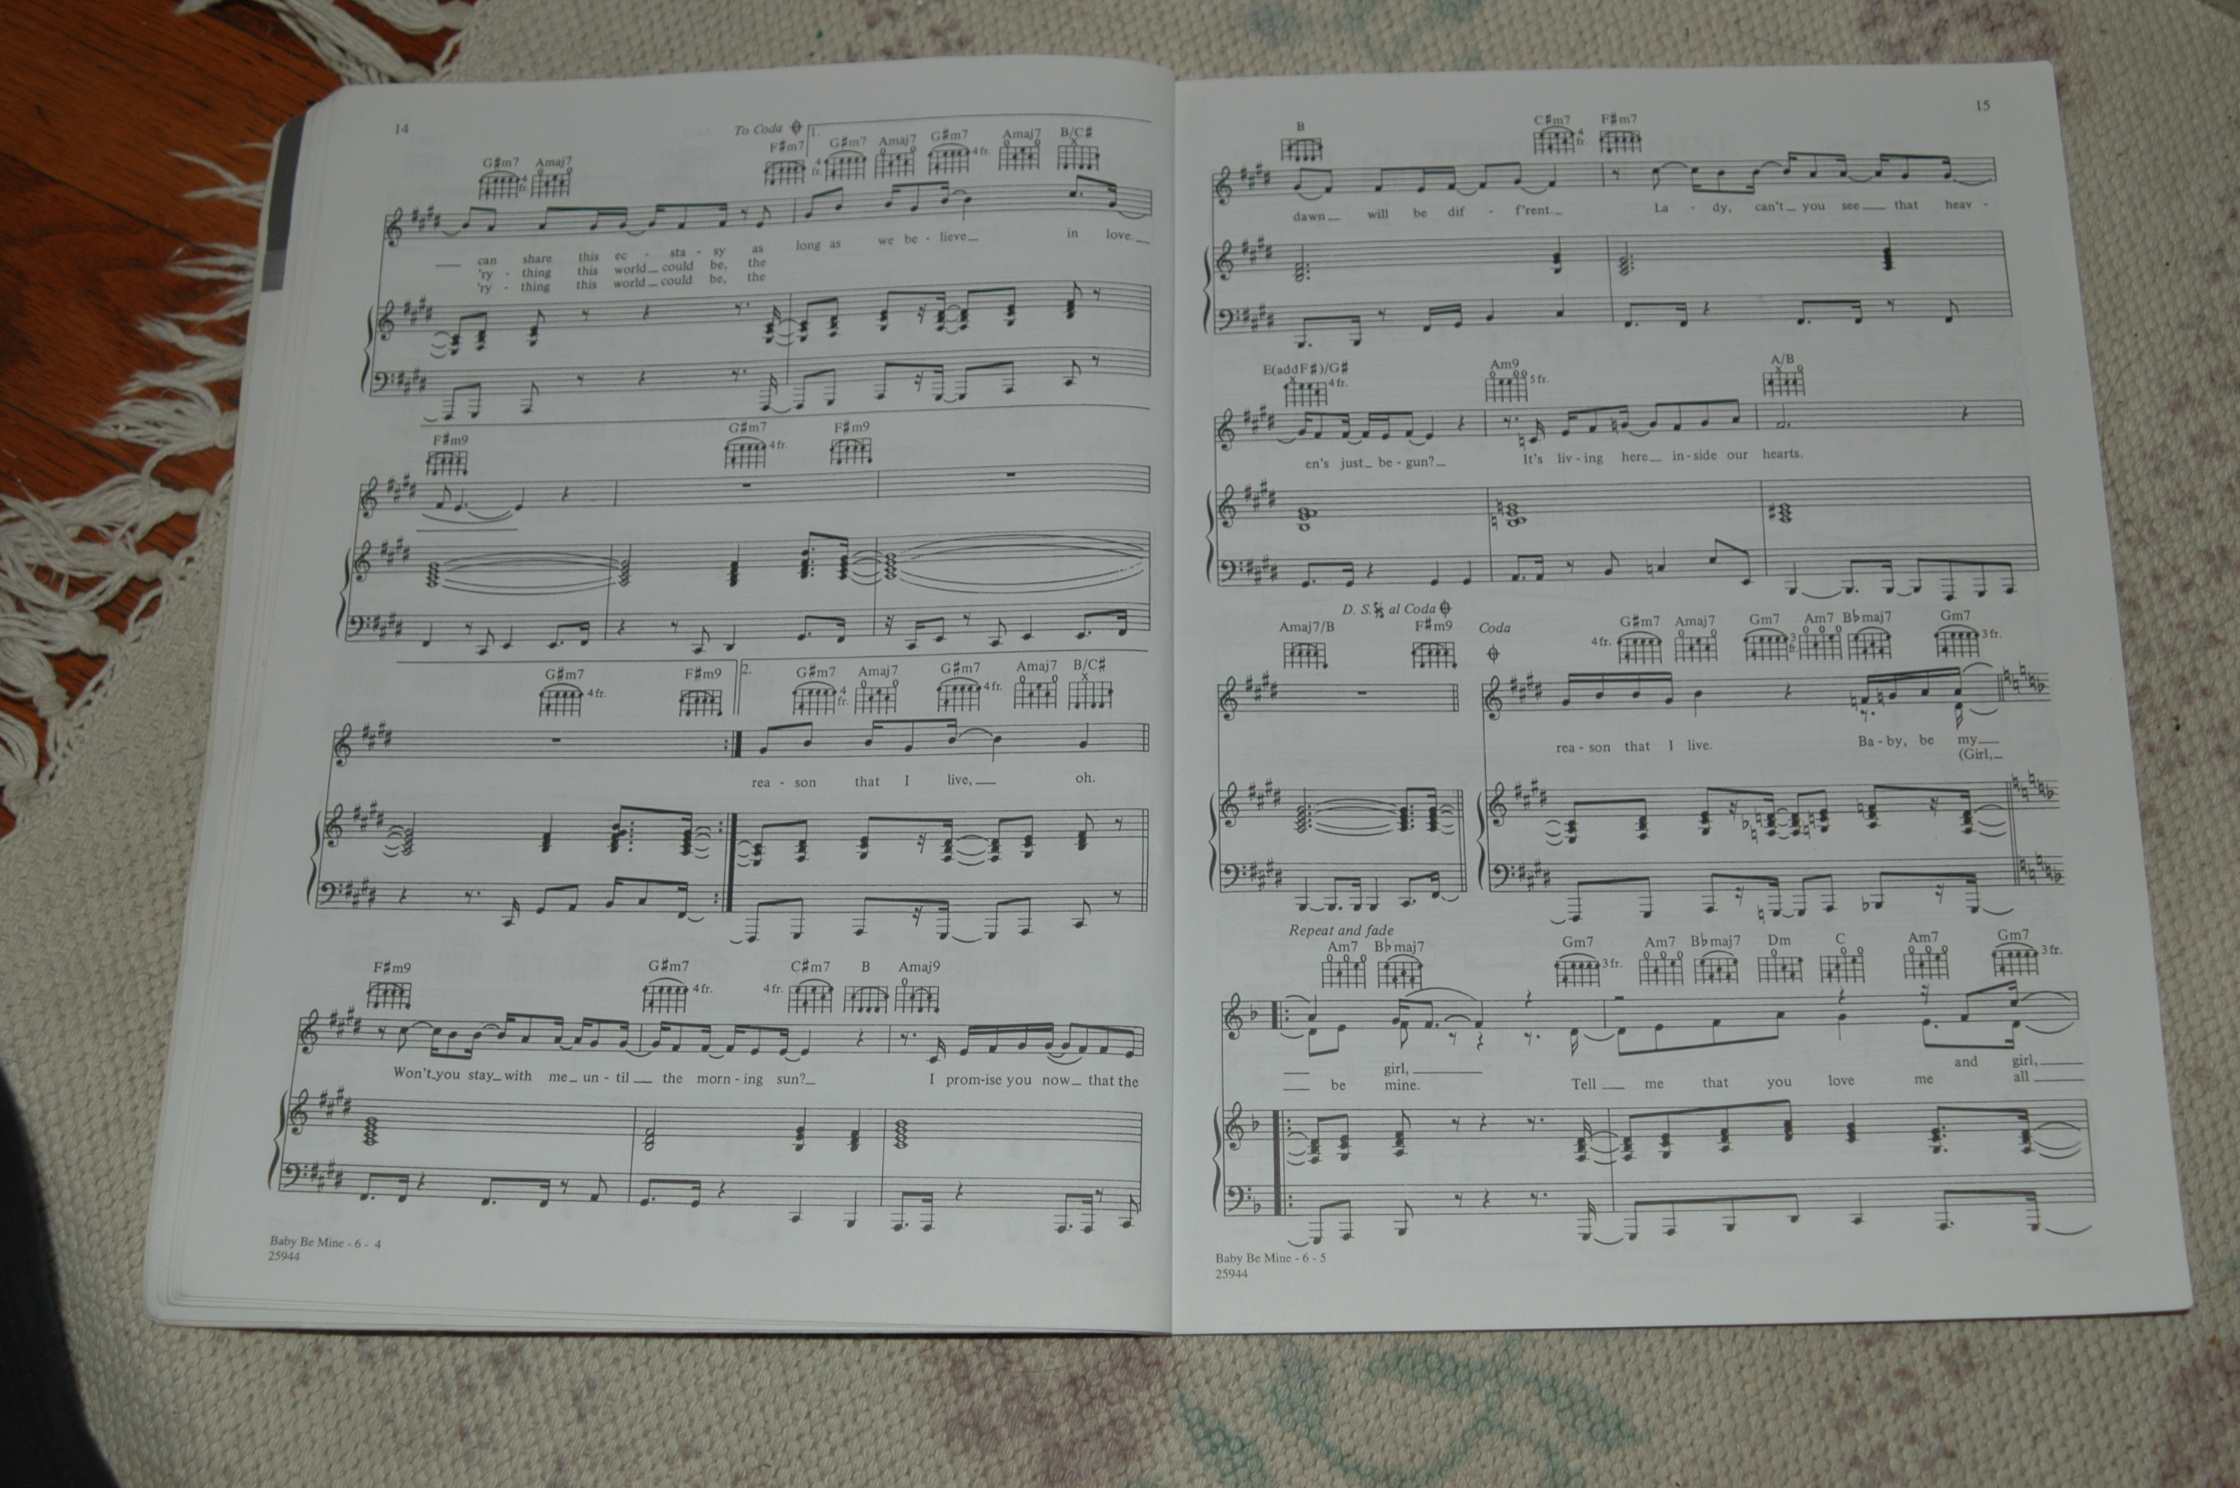 14
To Coda
1.
G♯m7 Amaj7 F♯m7 G♯m7 Amaj7 G♯m7 Amaj7 B/C♯
4 fr. 4 fr. 4 fr.
can share this ec - sta - sy as long as we be - lieve in love.
'ry - thing this world could be, the
'ry - thing this world could be, the
F♯m9 G♯m7 F♯m9
4 fr.
2.
G♯m7 F♯m9 G♯m7 Amaj7 G♯m7 Amaj7 B/C♯
4 fr. 4 fr. 4 fr.
rea - son that I live, oh.
F♯m9 G♯m7 C♯m7 B Amaj9
4 fr. 4 fr.
Won't you stay with me un - til the morn - ing sun? I prom-ise you now that the
Baby Be Mine - 6 - 4
25944
15
B C♯m7 F♯m7
4 fr.
dawn will be dif - f'rent. La - dy, can't you see that heav -
E(addF♯)/G♯ Am9 A/B
4 fr. 5 fr.
en's just be - gun? It's liv - ing here in - side our hearts.
D. S. 𝄋 al Coda
Amaj7/B F♯m9 Coda G♯m7 Amaj7 Gm7 Am7 B♭maj7 Gm7
4 fr. 3 fr. 3 fr.
rea - son that I live. Ba - by, be my
(Girl,
Repeat and fade
Am7 B♭maj7 Gm7 Am7 B♭maj7 Dm C Am7 Gm7
3 fr. 3 fr.
girl, and girl,
be mine. Tell me that you love me all
Baby Be Mine - 6 - 5
25944